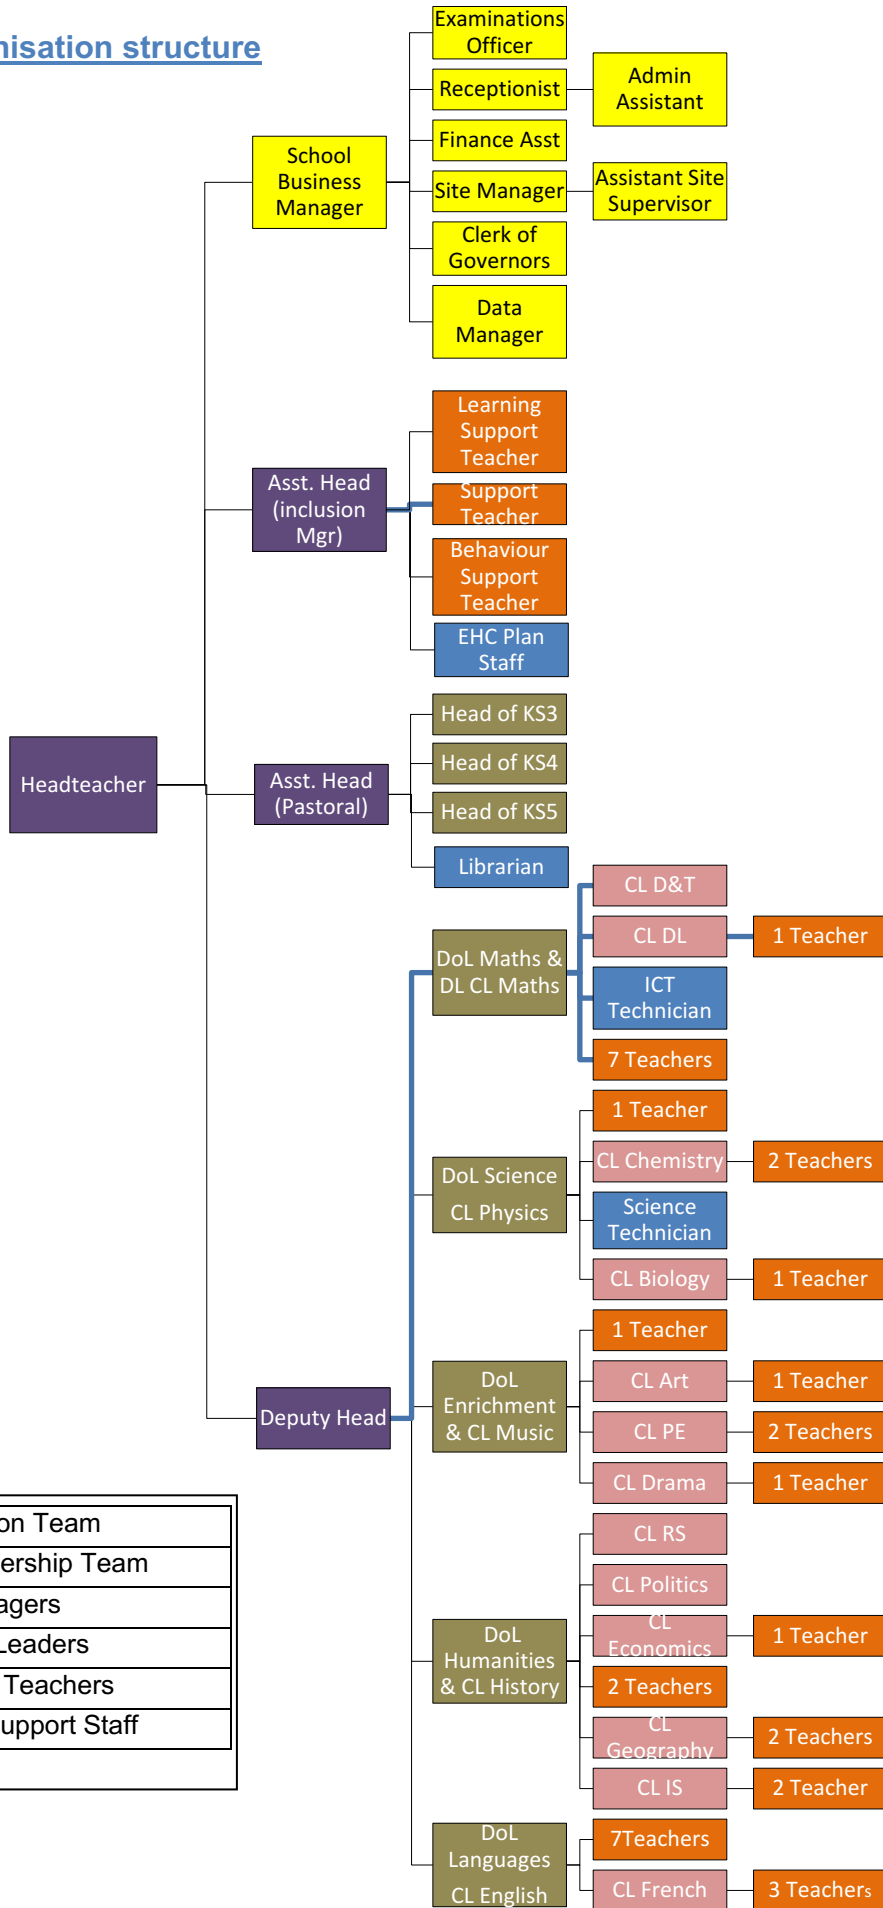 nisation structure
Examinations
Officer
Receptionist
Admin
Assistant
Finance Asst
School
Business
Manager
Site Manager
Assistant Site
Supervisor
Clerk of
Governors
Data
Manager
Learning
Support
Teacher
Asst. Head
(inclusion
Mgr)
Support
Teacher
Behaviour
Support
Teacher
EHC Plan
Staff
Headteacher
Asst. Head
(Pastoral)
Head of KS3
Head of KS4
Head of KS5
Librarian
Deputy Head
DoL Maths &
DL CL Maths
CL D&T
CL DL
1 Teacher
ICT
Technician
7 Teachers
DoL Science
CL Physics
1 Teacher
CL Chemistry
2 Teachers
Science
Technician
CL Biology
1 Teacher
DoL
Enrichment
& CL Music
1 Teacher
CL Art
1 Teacher
CL PE
2 Teachers
CL Drama
1 Teacher
DoL
Humanities
& CL History
CL RS
CL Politics
CL
Economics
1 Teacher
2 Teachers
CL
Geography
2 Teachers
CL IS
2 Teacher
DoL
Languages
CL English
7Teachers
CL French
3 Teachers
on Team
ership Team
agers
Leaders
Teachers
upport Staff